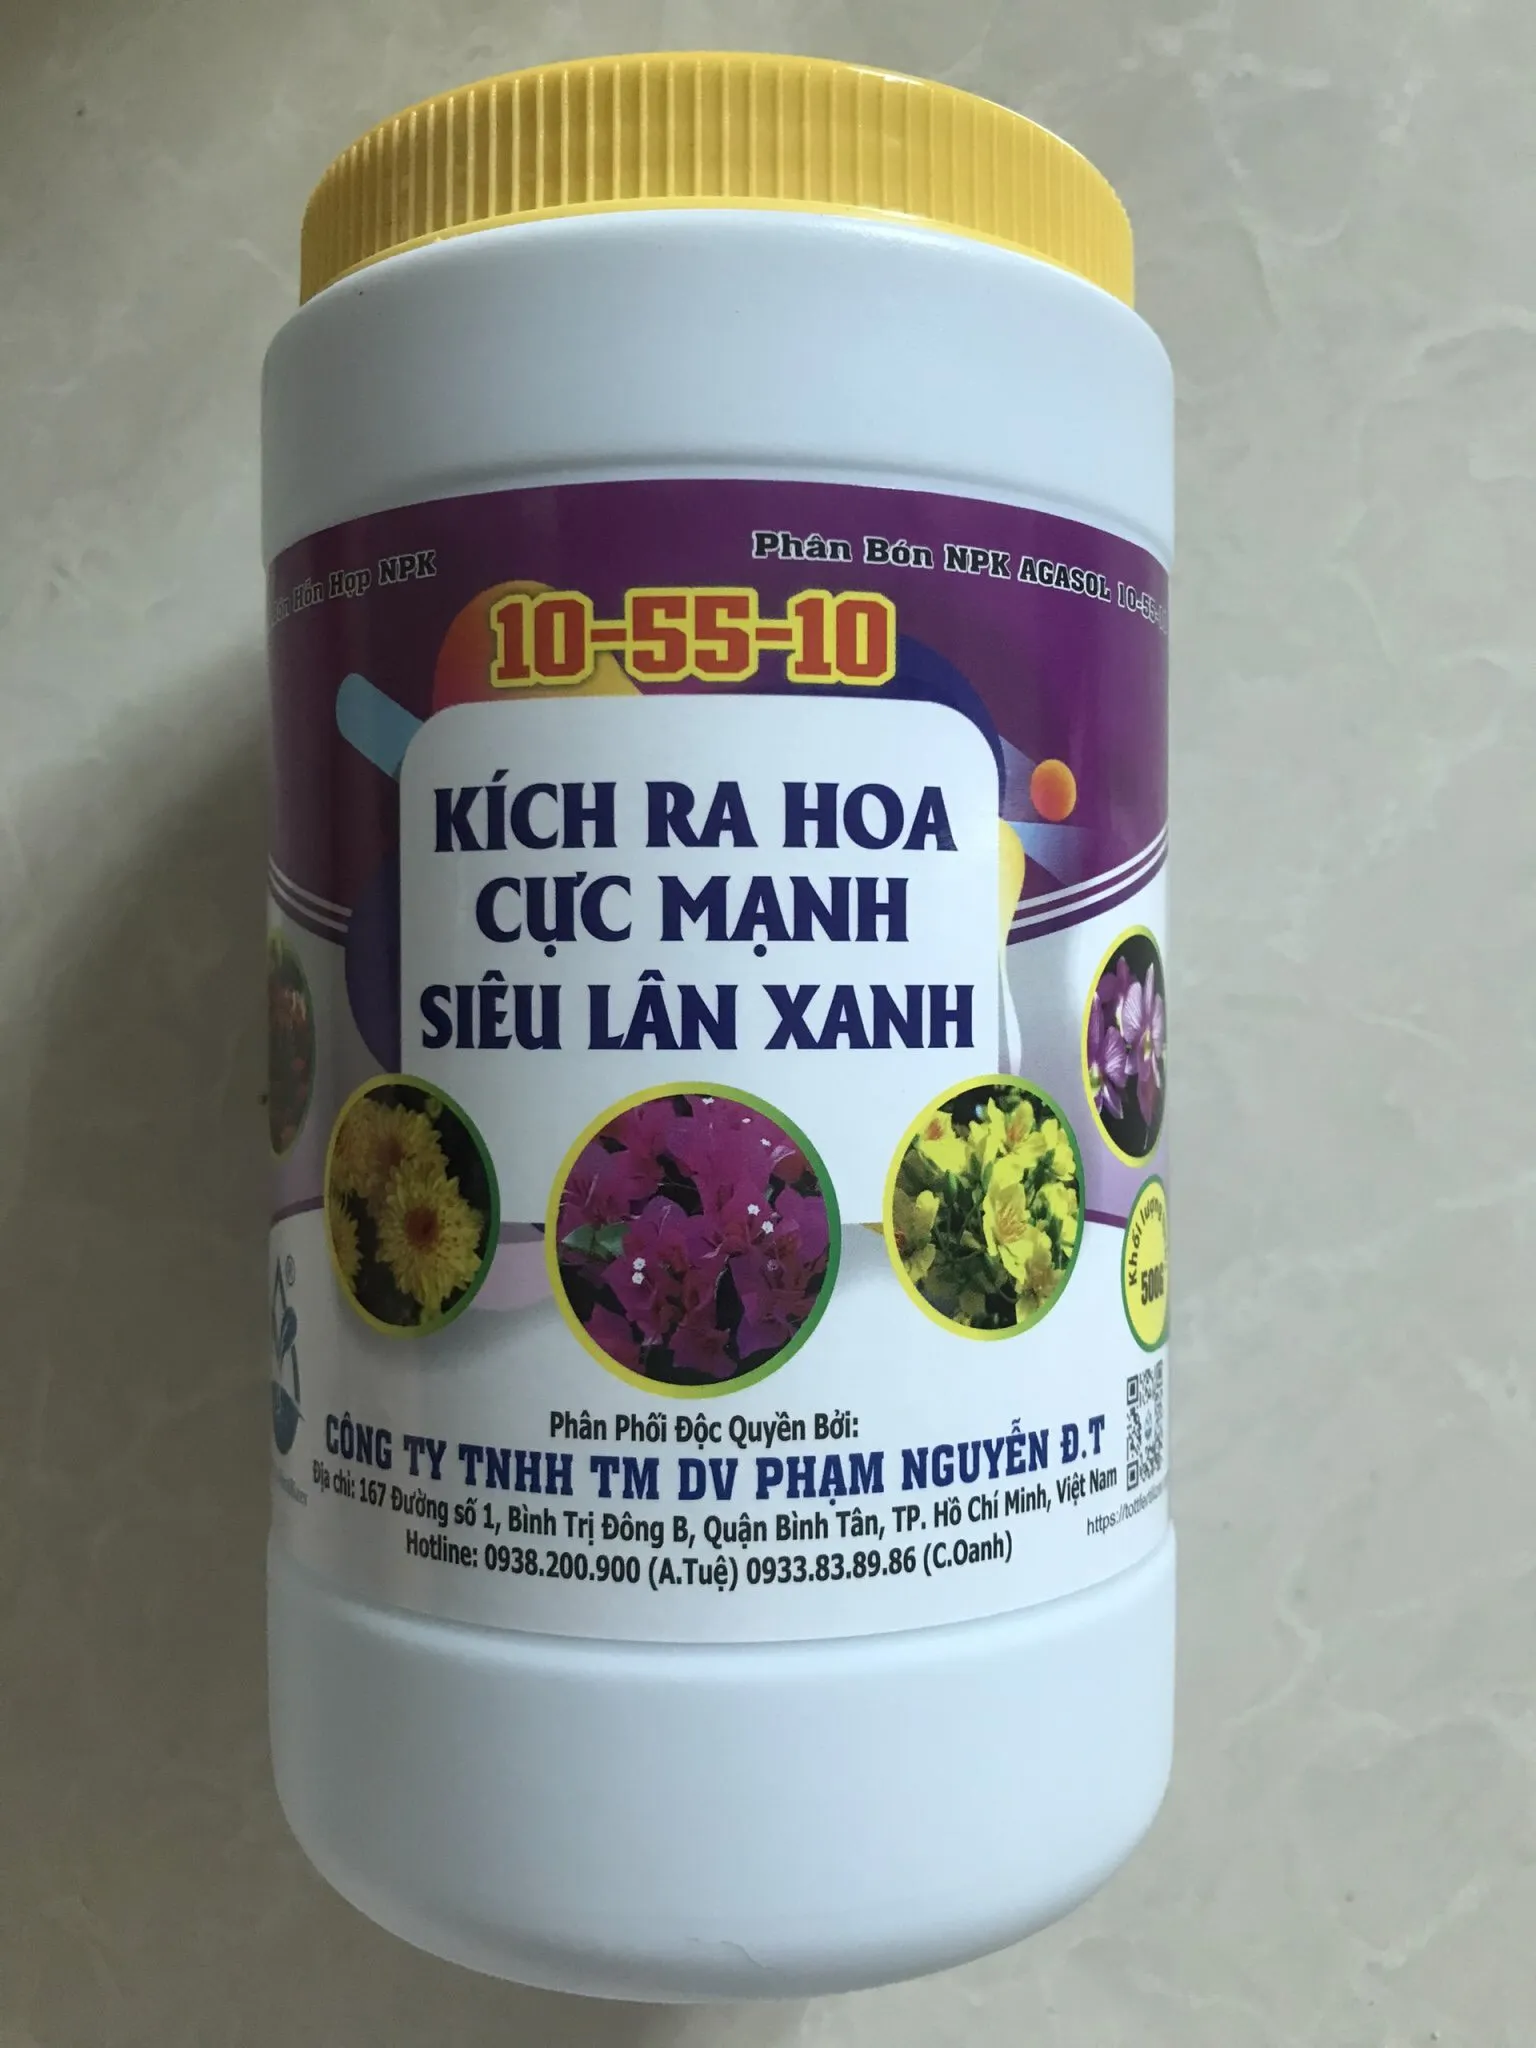 Hỗn Hợp NPK
Phân Bón NPK AGASOL 10-55-
10-55-10
KÍCH RA HOA
CỰC MẠNH
SIÊU LÂN XANH
Khối lượng
500G
®
Phân Phối Độc Quyền Bởi:
CÔNG TY TNHH TM DV PHẠM NGUYỄN Đ.T
Địa chỉ: 167 Đường số 1, Bình Trị Đông B, Quận Bình Tân, TP. Hồ Chí Minh, Việt Nam
Hotline: 0938.200.900 (A.Tuệ) 0933.83.89.86 (C.Oanh)